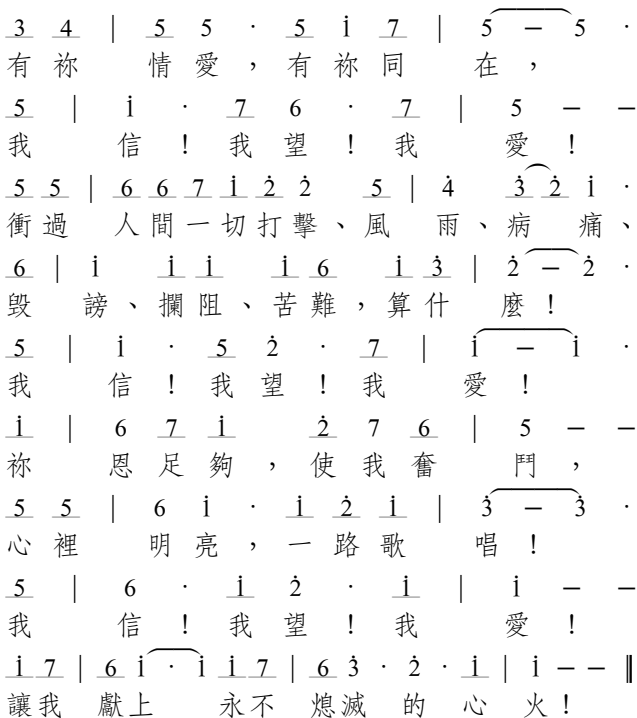 3 4 | 5 5 · 5 i̇ 7 | 5 – 5 ·
有祢 情愛，有祢同 在，
5 | i̇ · 7 6 · 7 | 5 – –
我 信！我望！我 愛！
5 5 | 6 6 7 i̇ 2̇ 2̇ 5 | 4̇ 3̇ 2̇ i̇ ·
衝過 人間一切打擊、風 雨、病 痛、
6 | i̇ i̇ i̇ i̇ 6 i̇ 3̇ | 2̇ – 2̇ ·
毀 謗、攔阻、苦難，算什 麼！
5 | i̇ · 5 2̇ · 7 | i̇ – i̇ ·
我 信！我望！我 愛！
i̇ | 6 7 i̇ 2̇ 7 6 | 5 – –
祢 恩足夠，使我奮 鬥，
5 5 | 6 i̇ · i̇ 2̇ i̇ | 3̇ – 3̇ ·
心裡 明亮，一路歌 唱！
5 | 6 · i̇ 2̇ · i̇ | i̇ – –
我 信！我望！我 愛！
i̇ 7 | 6 i̇ · i̇ i̇ 7 | 6 3̇ · 2̇ · i̇ | i̇ – – ‖
讓我 獻上 永不 熄滅 的 心 火！